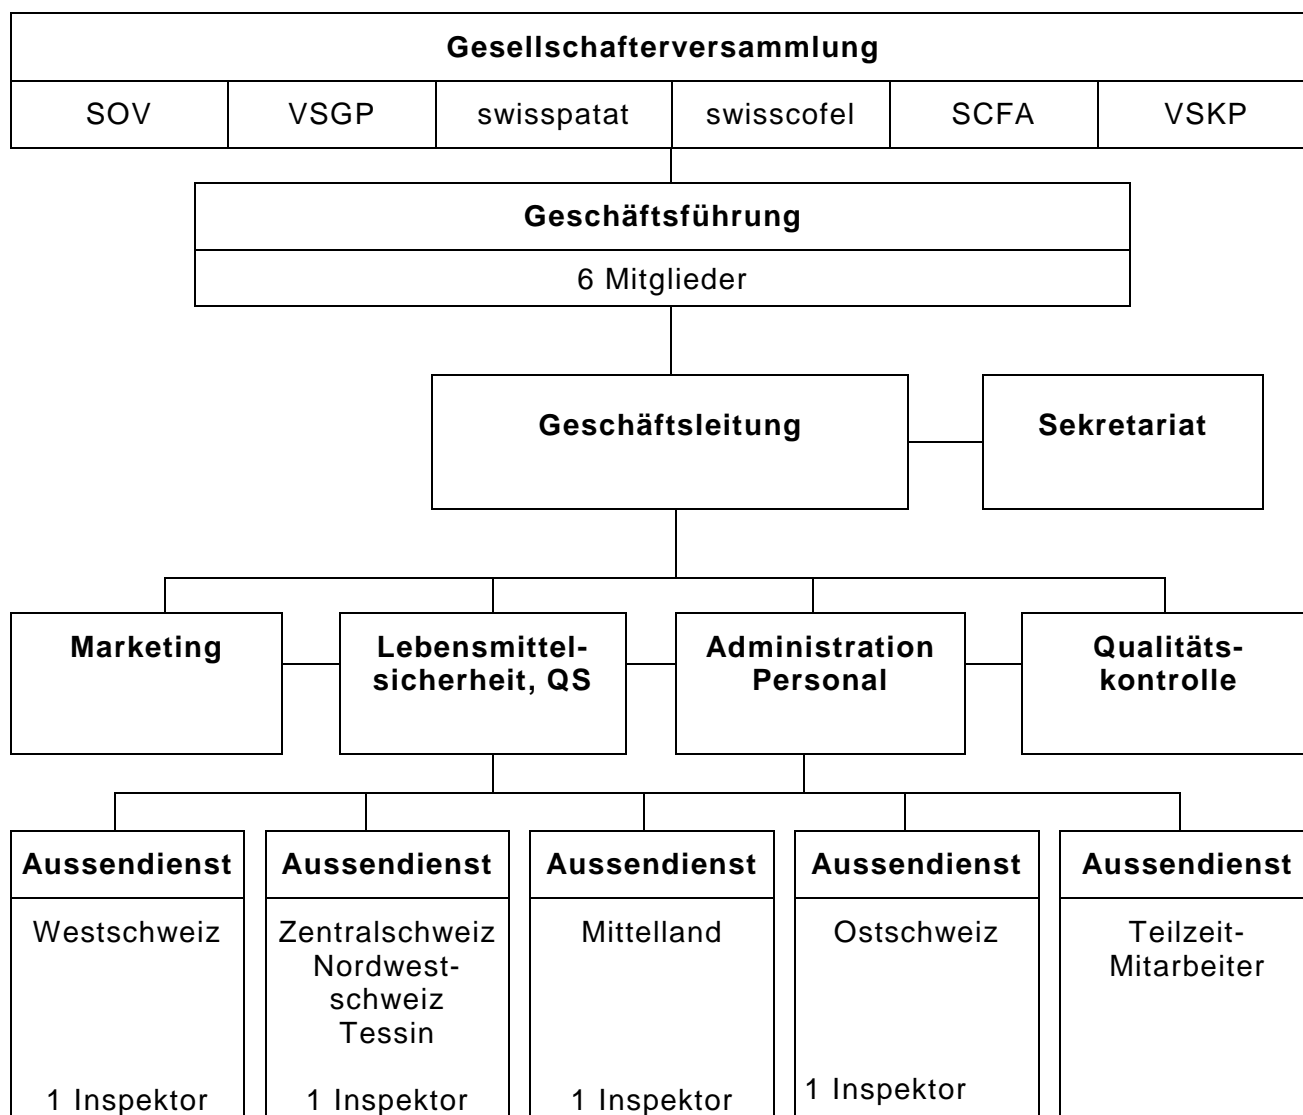 Gesellschafterversammlung
SOV VSGP swisspatat swisscofel SCFA VSKP
Geschäftsführung
6 Mitglieder
Geschäftsleitung
Sekretariat
Marketing
Lebensmittel-
sicherheit, QS
Administration
Personal
Qualitäts-
kontrolle
Aussendienst
Westschweiz
1 Inspektor
Aussendienst
Zentralschweiz
Nordwest-
schweiz
Tessin
1 Inspektor
Aussendienst
Mittelland
1 Inspektor
Aussendienst
Ostschweiz
1 Inspektor
Aussendienst
Teilzeit-
Mitarbeiter